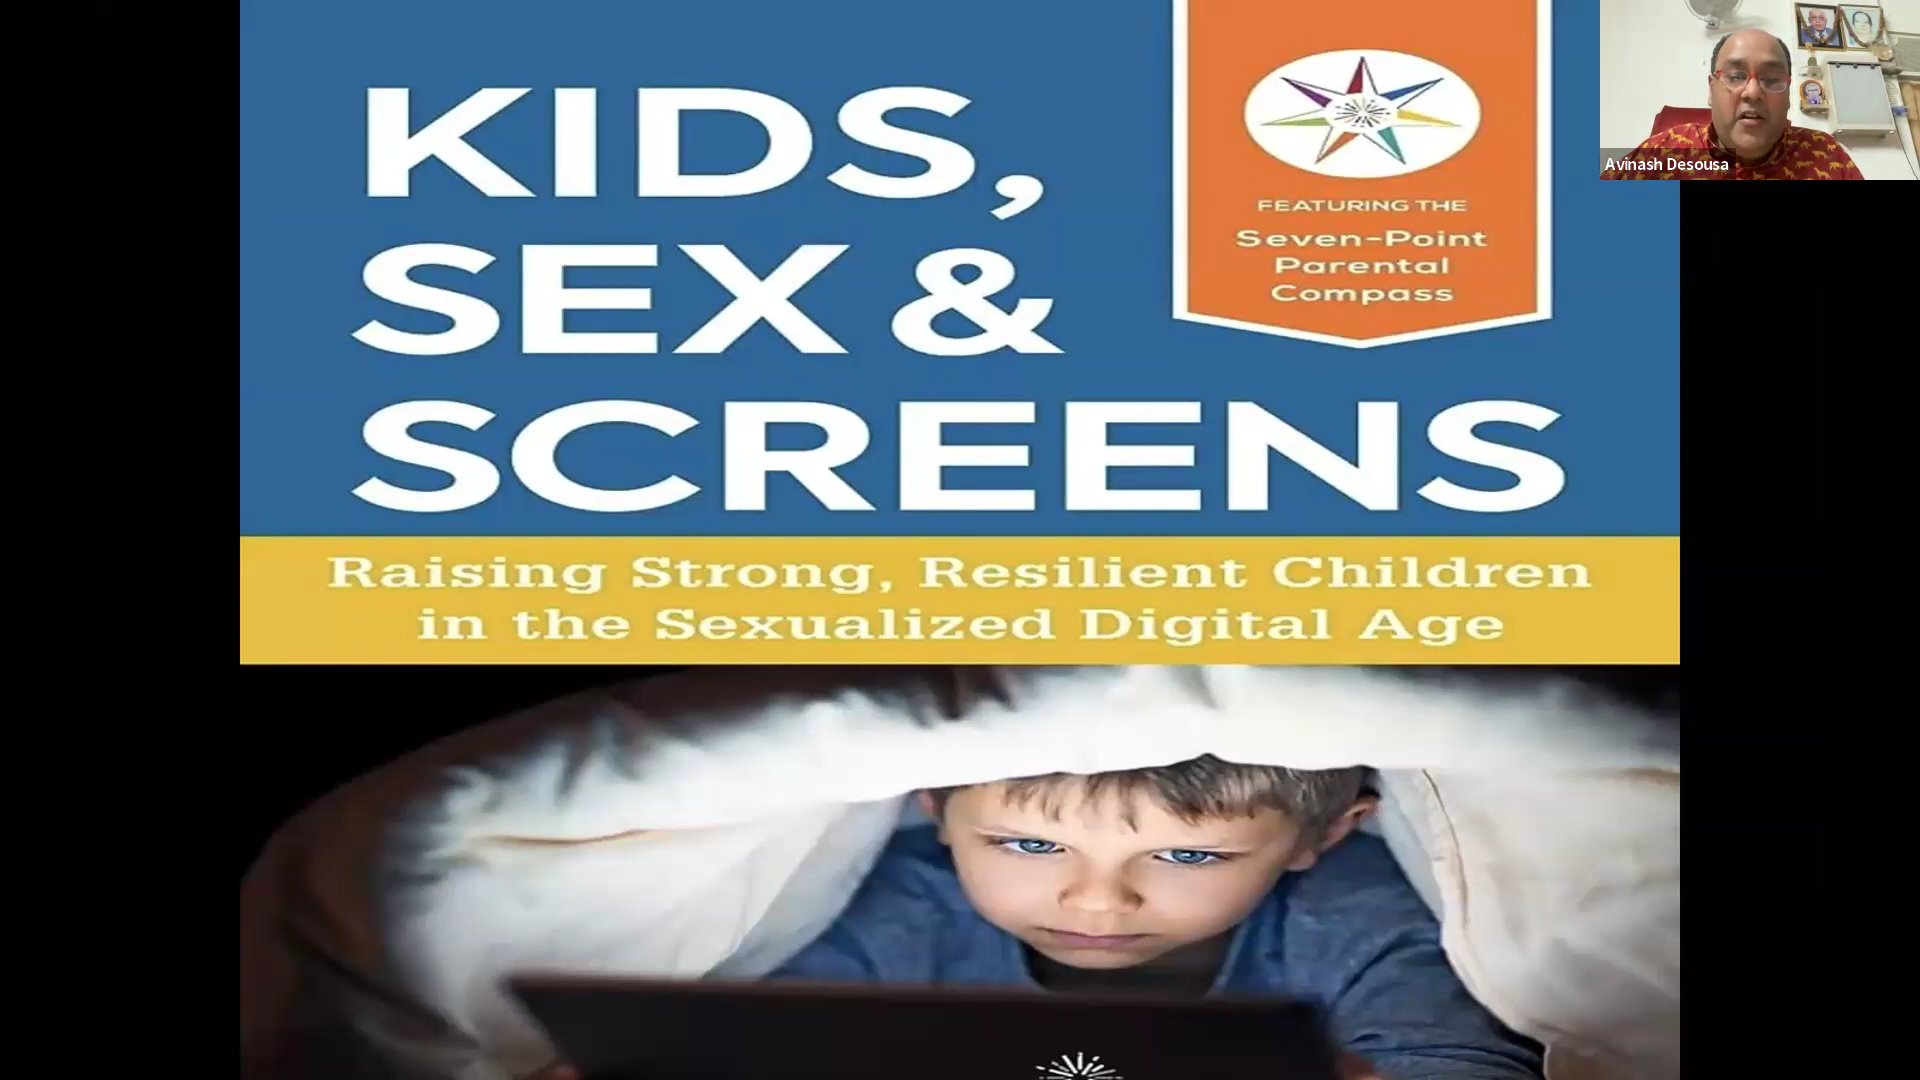 KIDS,
SEX &
SCREENS
FEATURING THE
Seven-Point
Parental
Compass
Raising Strong, Resilient Children
in the Sexualized Digital Age
Avinash Desousa